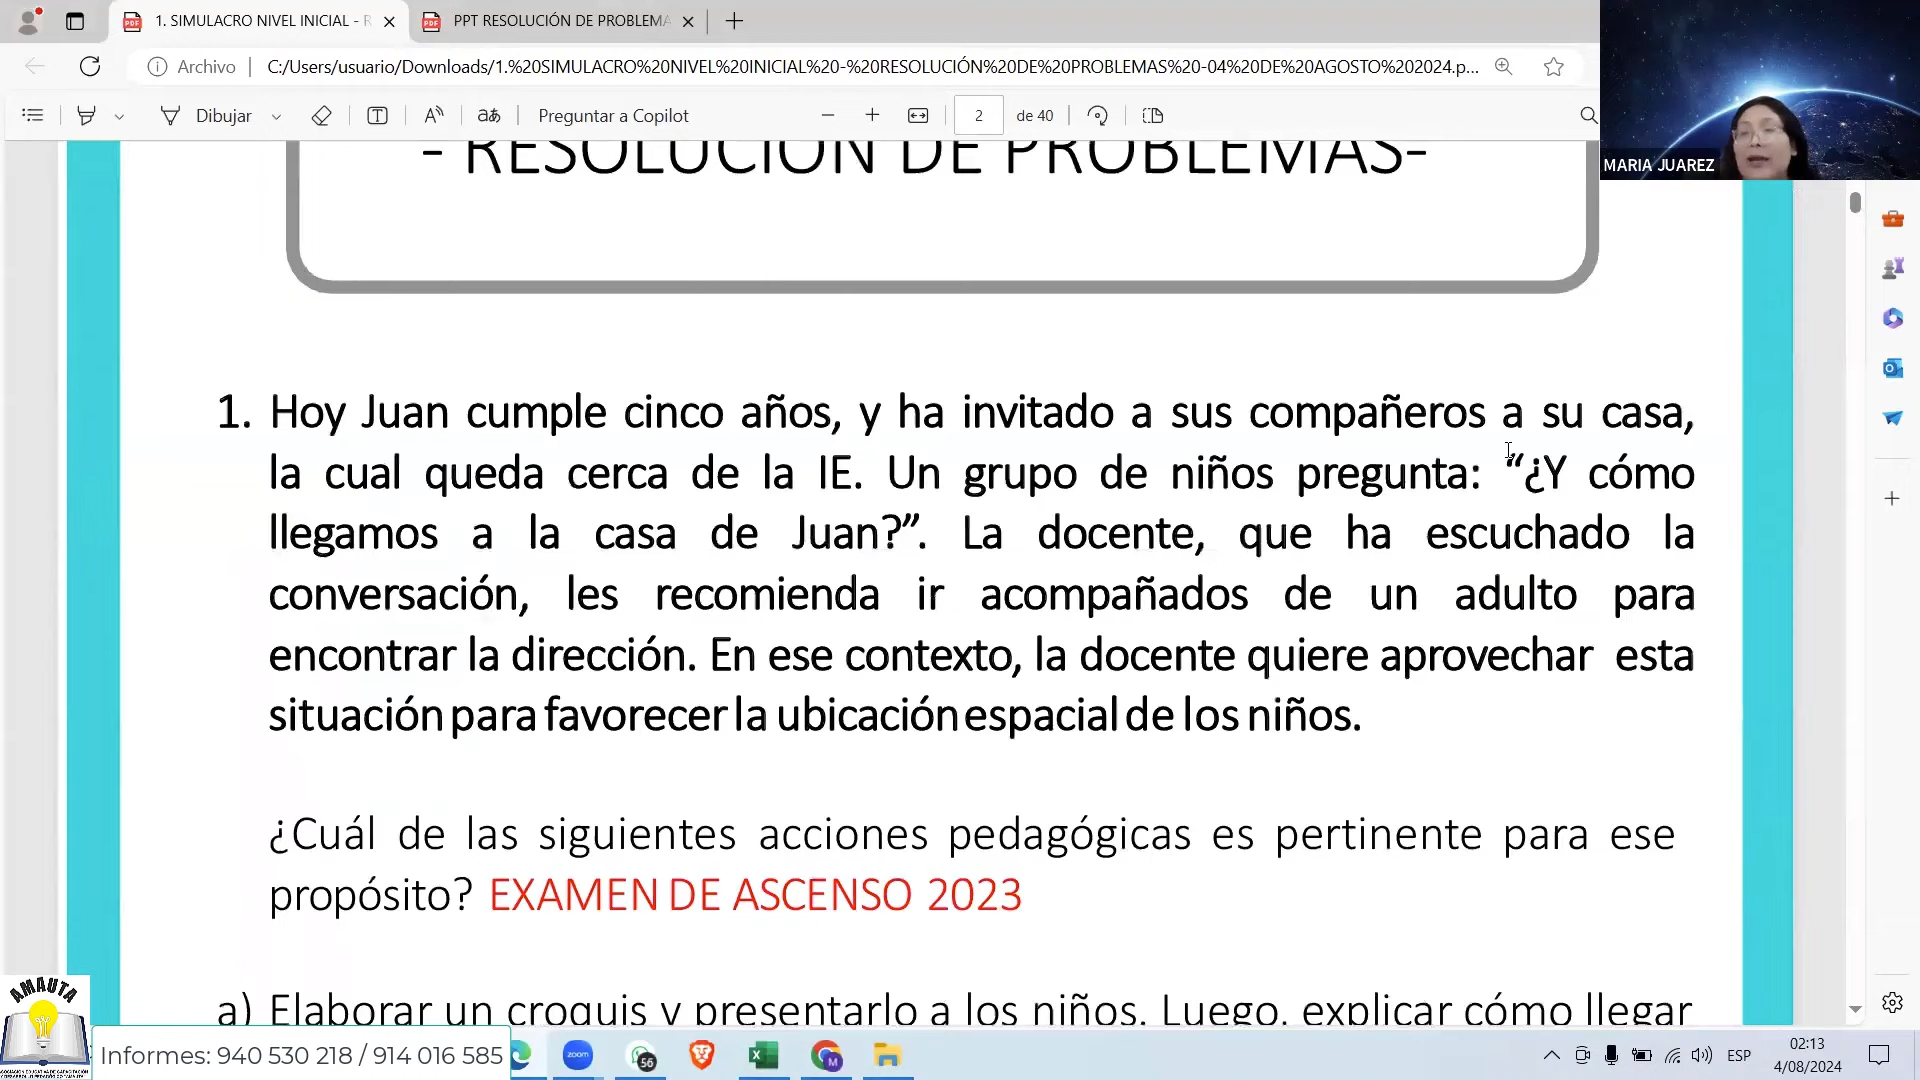 1. SIMULACRO NIVEL INICIAL - R
PPT RESOLUCIÓN DE PROBLEMA
Archivo
C:/Users/usuario/Downloads/1.%20SIMULACRO%20NIVEL%20INICIAL%20-%20RESOLUCIÓN%20DE%20PROBLEMAS%20-04%20DE%20AGOSTO%202024.p...
Dibujar
Preguntar a Copilot
2
de 40
MARIA JUAREZ
- RESOLUCIÓN DE PROBLEMAS-
1. Hoy Juan cumple cinco años, y ha invitado a sus compañeros a su casa,
la cual queda cerca de la IE. Un grupo de niños pregunta: “¿Y cómo
llegamos a la casa de Juan?”. La docente, que ha escuchado la
conversación, les recomienda ir acompañados de un adulto para
encontrar la dirección. En ese contexto, la docente quiere aprovechar esta
situación para favorecer la ubicación espacial de los niños.
¿Cuál de las siguientes acciones pedagógicas es pertinente para ese
propósito? EXAMEN DE ASCENSO 2023
a) Elaborar un croquis y presentarlo a los niños. Luego, explicar cómo llegar
AMAUTA
Informes: 940 530 218 / 914 016 585
zoom
56
M
ESP
02:13
4/08/2024